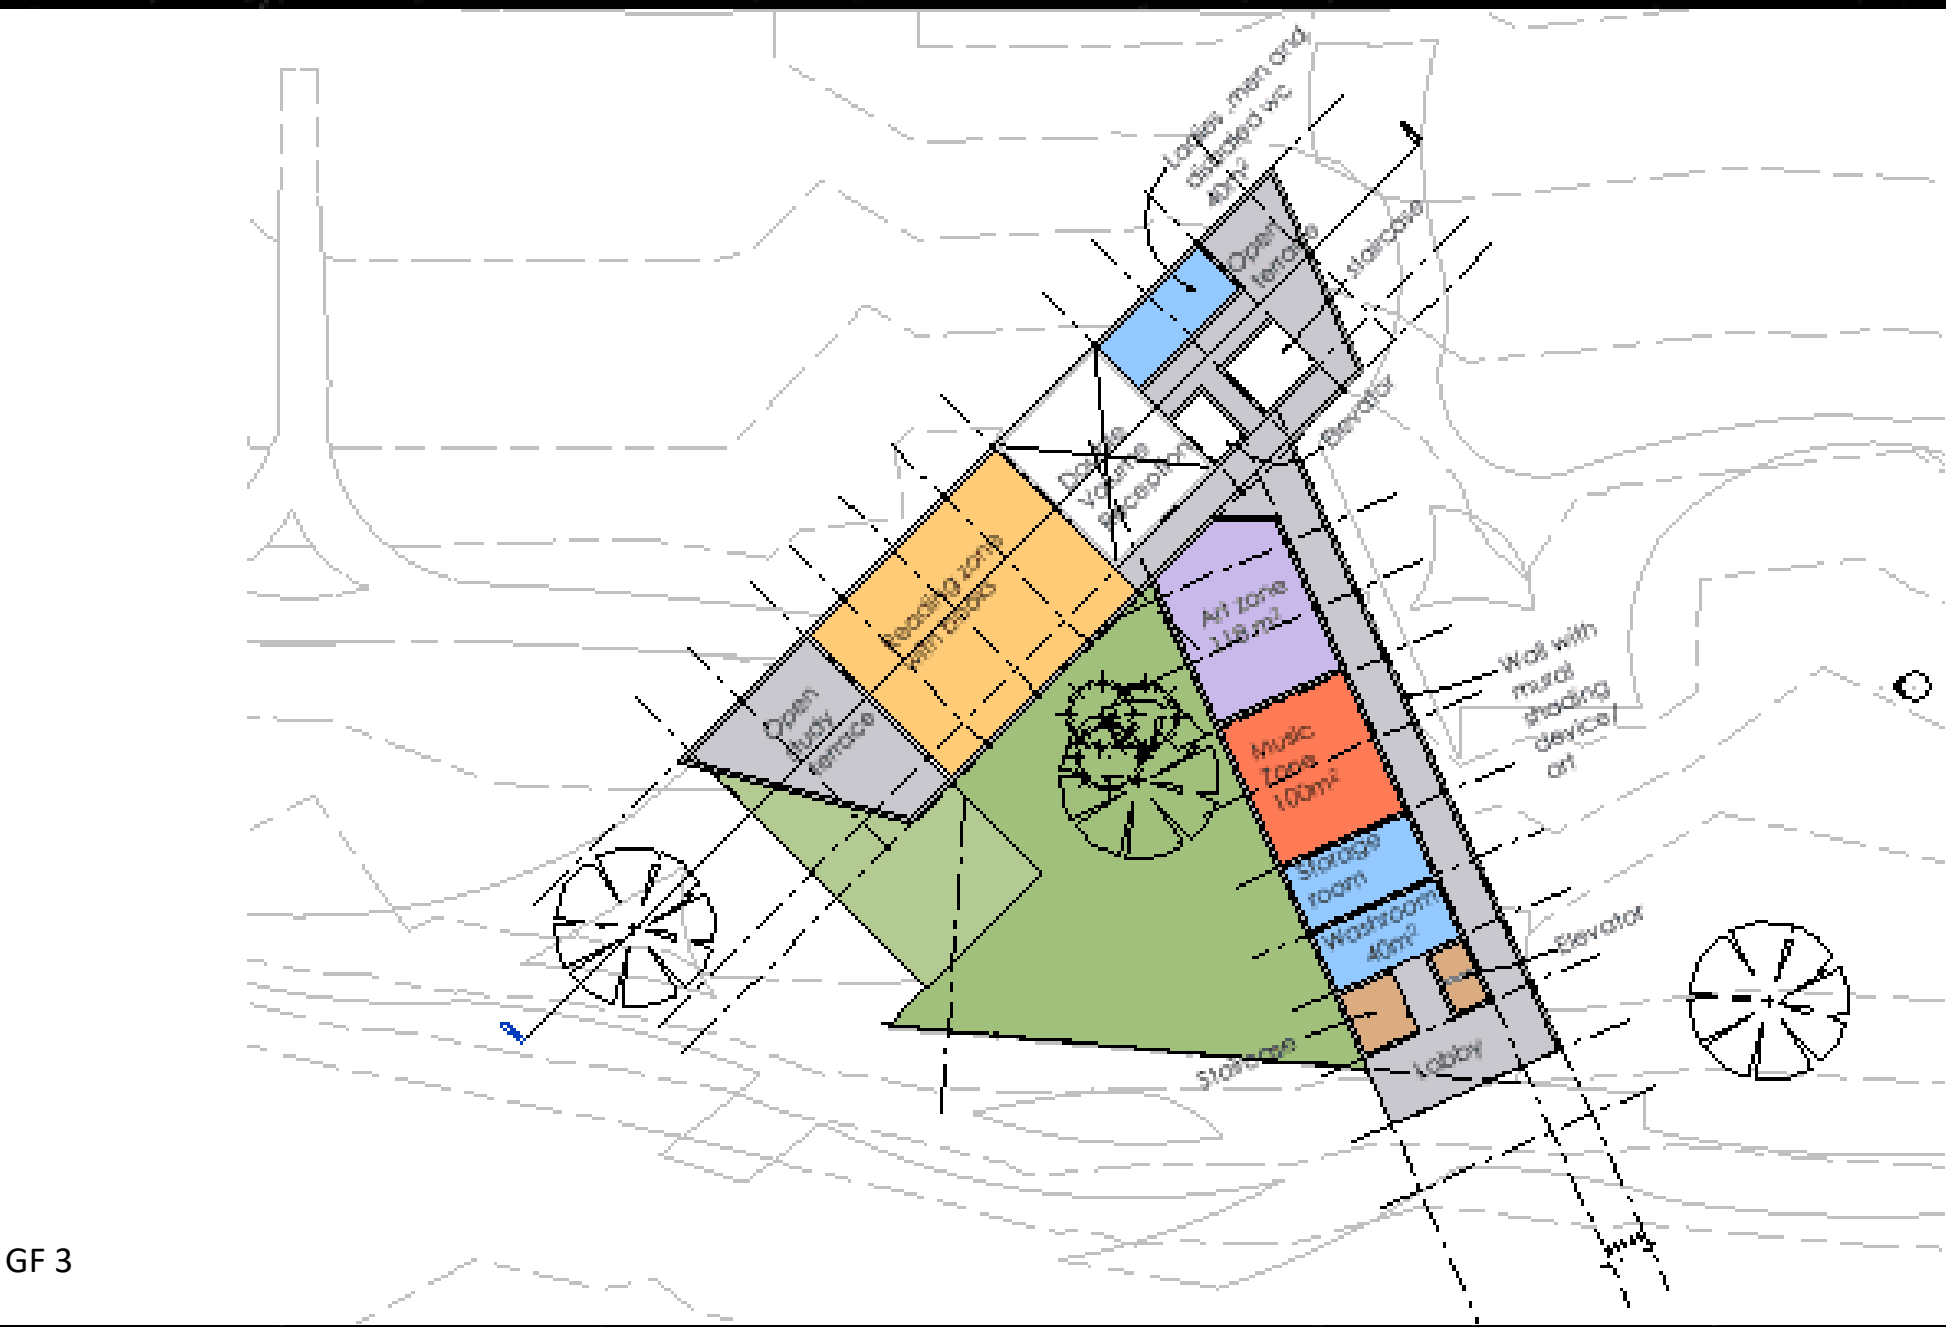 Ladies ,men and
disabled wc
40m²
Open
terrace
staircase
Elevator
Double
Volume
Reception
Reading zone
with books
Open
study
terrace
Art zone
118 m²
Music
Zone
100m²
Storage
room
Washroom
40m²
Elevator
Staircase
Lobby
Wall with
mural
shading
device/
art
GF 3